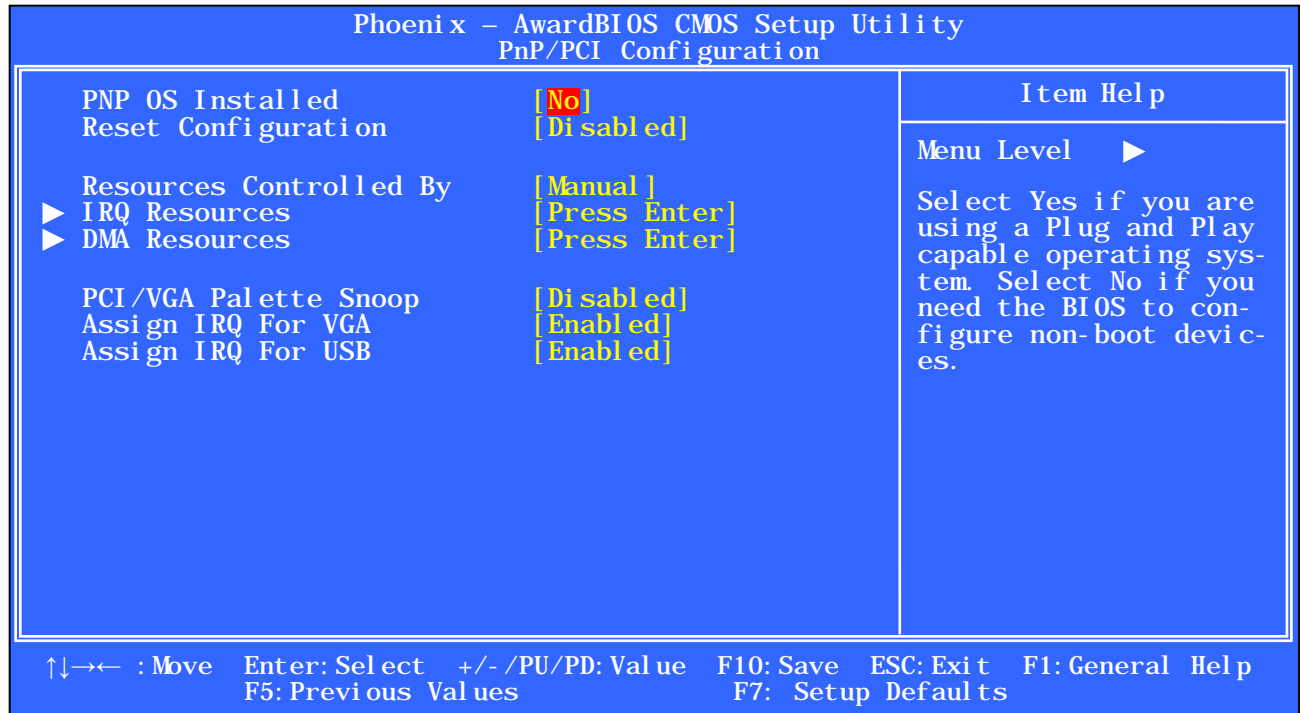 Phoenix – AwardBIOS CMOS Setup Utility
PnP/PCI Configuration
PNP OS Installed [No]
Reset Configuration [Disabled]
Resources Controlled By [Manual]
► IRQ Resources [Press Enter]
► DMA Resources [Press Enter]
PCI/VGA Palette Snoop [Disabled]
Assign IRQ For VGA [Enabled]
Assign IRQ For USB [Enabled]
Item Help
Menu Level ►
Select Yes if you are
using a Plug and Play
capable operating sys-
tem. Select No if you
need the BIOS to con-
figure non-boot devic-
es.
↑↓→← :Move Enter:Select +/-/PU/PD:Value F10:Save ESC:Exit F1:General Help
F5:Previous Values F7: Setup Defaults